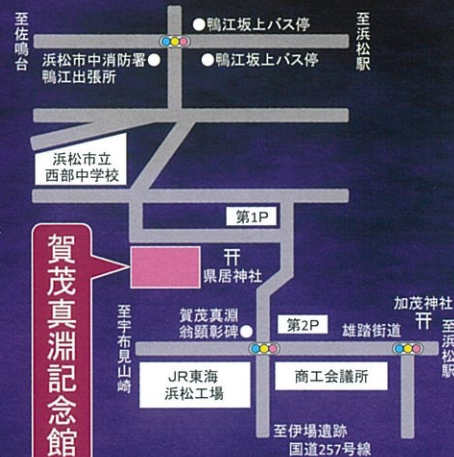 至佐鳴台
鴨江坂上バス停
至浜松駅
浜松市中消防署
鴨江出張所
鴨江坂上バス停
浜松市立
西部中学校
第1P
賀茂真淵記念館
県居神社
至宇布見山崎
賀茂真淵
翁顕彰碑
第2P
雄踏街道
加茂神社
至浜松駅
JR東海
浜松工場
商工会議所
至伊場遺跡
国道257号線